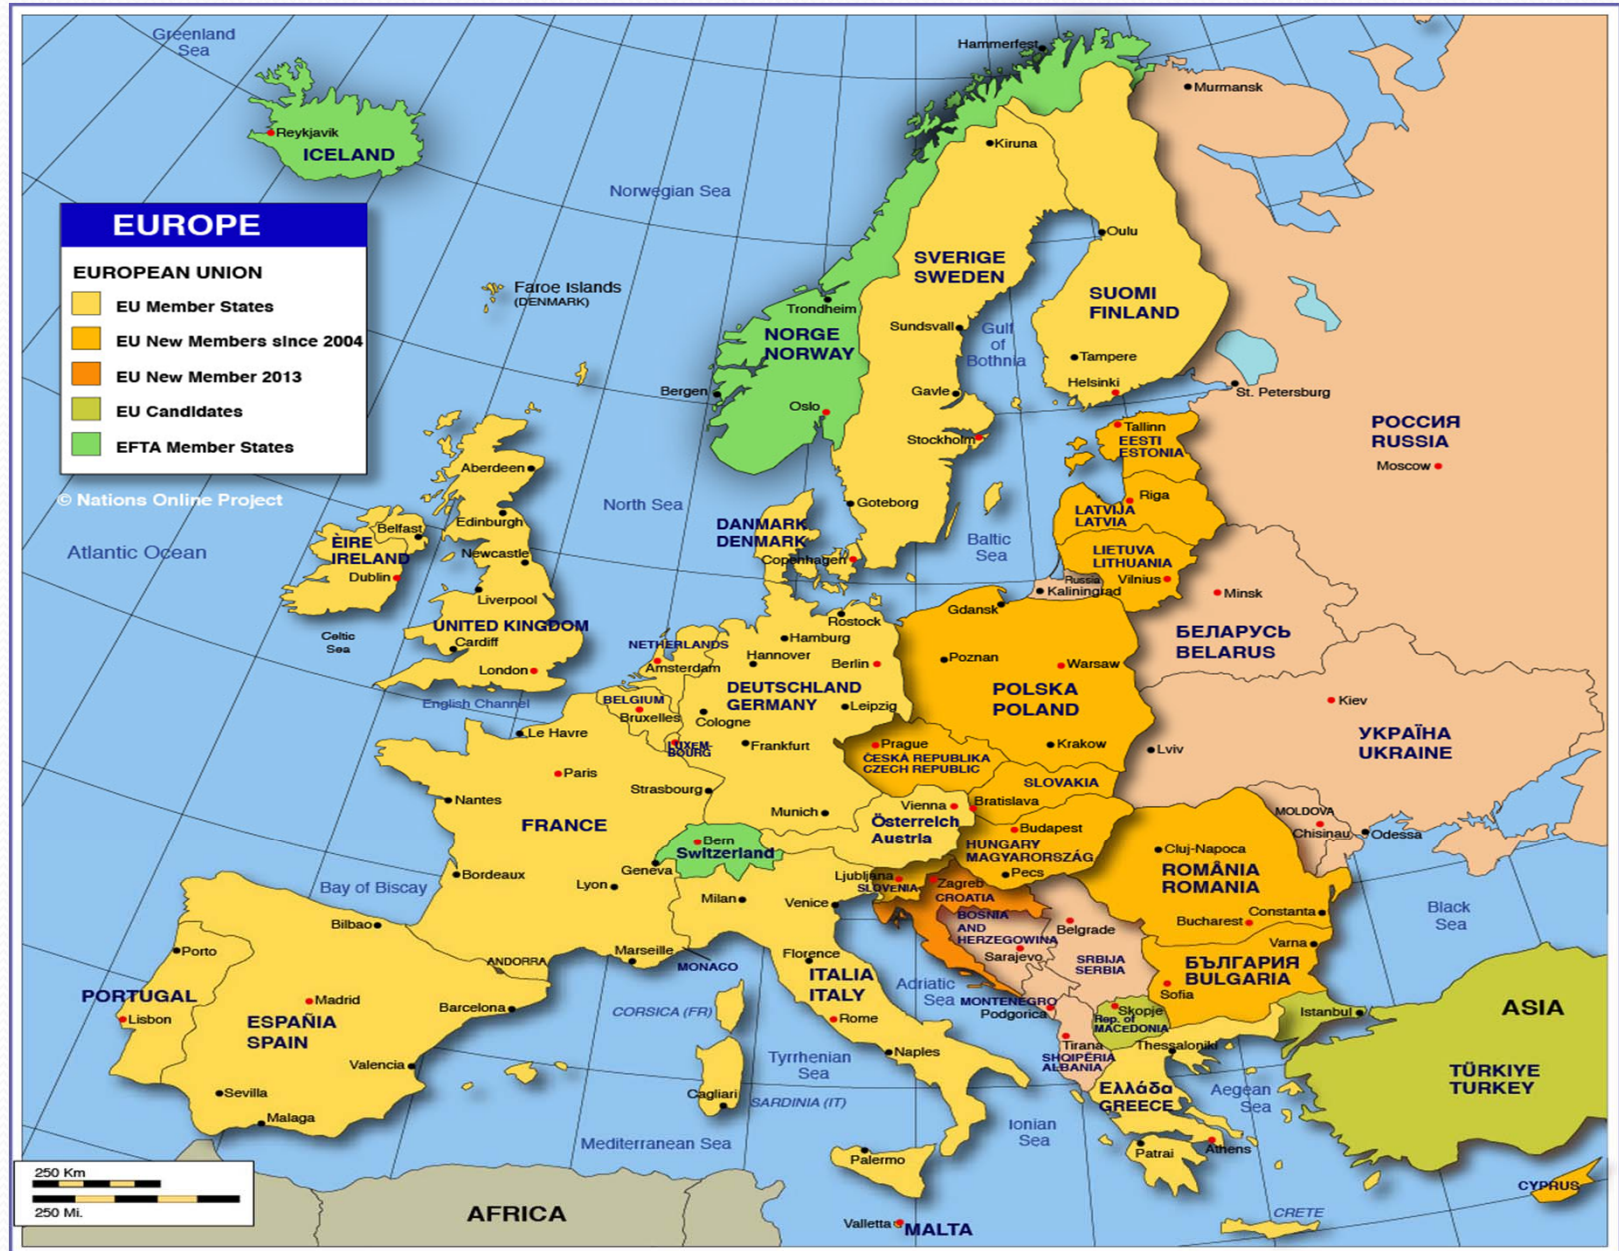 Greenland
Sea
Hammerfest
Murmansk
Reykjavik
ICELAND
Kiruna
Norwegian Sea
EUROPE
EUROPEAN UNION
EU Member States
EU New Members since 2004
EU New Member 2013
EU Candidates
EFTA Member States
© Nations Online Project
Faroe Islands
(DENMARK)
Oulu
SVERIGE
SWEDEN
SUOMI
FINLAND
Trondheim
NORGE
NORWAY
Sundsvall
Gulf
of
Bothnia
Tampere
Helsinki
Bergen
Gavle
Oslo
Stockholm
St. Petersburg
РОССИЯ
RUSSIA
Moscow
Tallinn
EESTI
ESTONIA
Aberdeen
North Sea
Goteborg
Riga
LATVIJA
LATVIA
Edinburgh
Belfast
DANMARK
DENMARK
Copenhagen
Baltic
Sea
Atlantic Ocean
ÈIRE
IRELAND
Dublin
Newcastle
LIETUVA
LITHUANIA
Vilnius
Russia
Kaliningrad
Minsk
Liverpool
Gdansk
Rostock
UNITED KINGDOM
Celtic
Sea
Cardiff
London
NETHERLANDS
Amsterdam
Hamburg
Hannover
Berlin
Poznan
Warsaw
БЕЛАРУСЬ
BELARUS
DEUTSCHLAND
GERMANY
POLSKA
POLAND
English Channel
BELGIUM
Bruxelles
Cologne
Leipzig
Kiev
Le Havre
LUXEM-
BOURG
Frankfurt
Prague
ČESKÁ REPUBLIKA
CZECH REPUBLIC
Krakow
Lviv
УКРАЇНА
UKRAINE
Paris
Strasbourg
SLOVAKIA
Nantes
Munich
Vienna
Bratislava
Österreich
Austria
FRANCE
Budapest
HUNGARY
MAGYARORSZÁG
Pecs
MOLDOVA
Chisinau
Odessa
Bern
Switzerland
Geneva
Cluj-Napoca
ROMÂNIA
ROMANIA
Bay of Biscay
Bordeaux
Lyon
Milan
Venice
Ljubljana
SLOVENIA
Zagreb
CROATIA
BOSNIA
AND
HERZEGOWINA
Sarajevo
Belgrade
SRBIJA
SERBIA
Bucharest
Constanta
Black
Sea
Varna
Bilbao
Porto
Marseille
MONACO
ANDORRA
Florence
ITALIA
ITALY
Adriatic
Sea
БЪЛГАРИЯ
BULGARIA
Sofia
PORTUGAL
Lisbon
Madrid
Barcelona
CORSICA (FR)
Rome
MONTENEGRO
Podgorica
Skopje
Rep. of
MACEDONIA
Istanbul
ASIA
ESPAÑIA
SPAIN
Valencia
Naples
Tirana
SHQIPËRIA
ALBANIA
Thessaloniki
Tyrrhenian
Sea
Sevilla
Malaga
Cagliari
SARDINIA (IT)
Ελλάδα
GREECE
Aegean
Sea
TÜRKIYE
TURKEY
Ionian
Sea
Mediterranean Sea
Palermo
Patrai
Athens
250 Km
250 Mi.
AFRICA
Valletta
MALTA
CRETE
CYPRUS